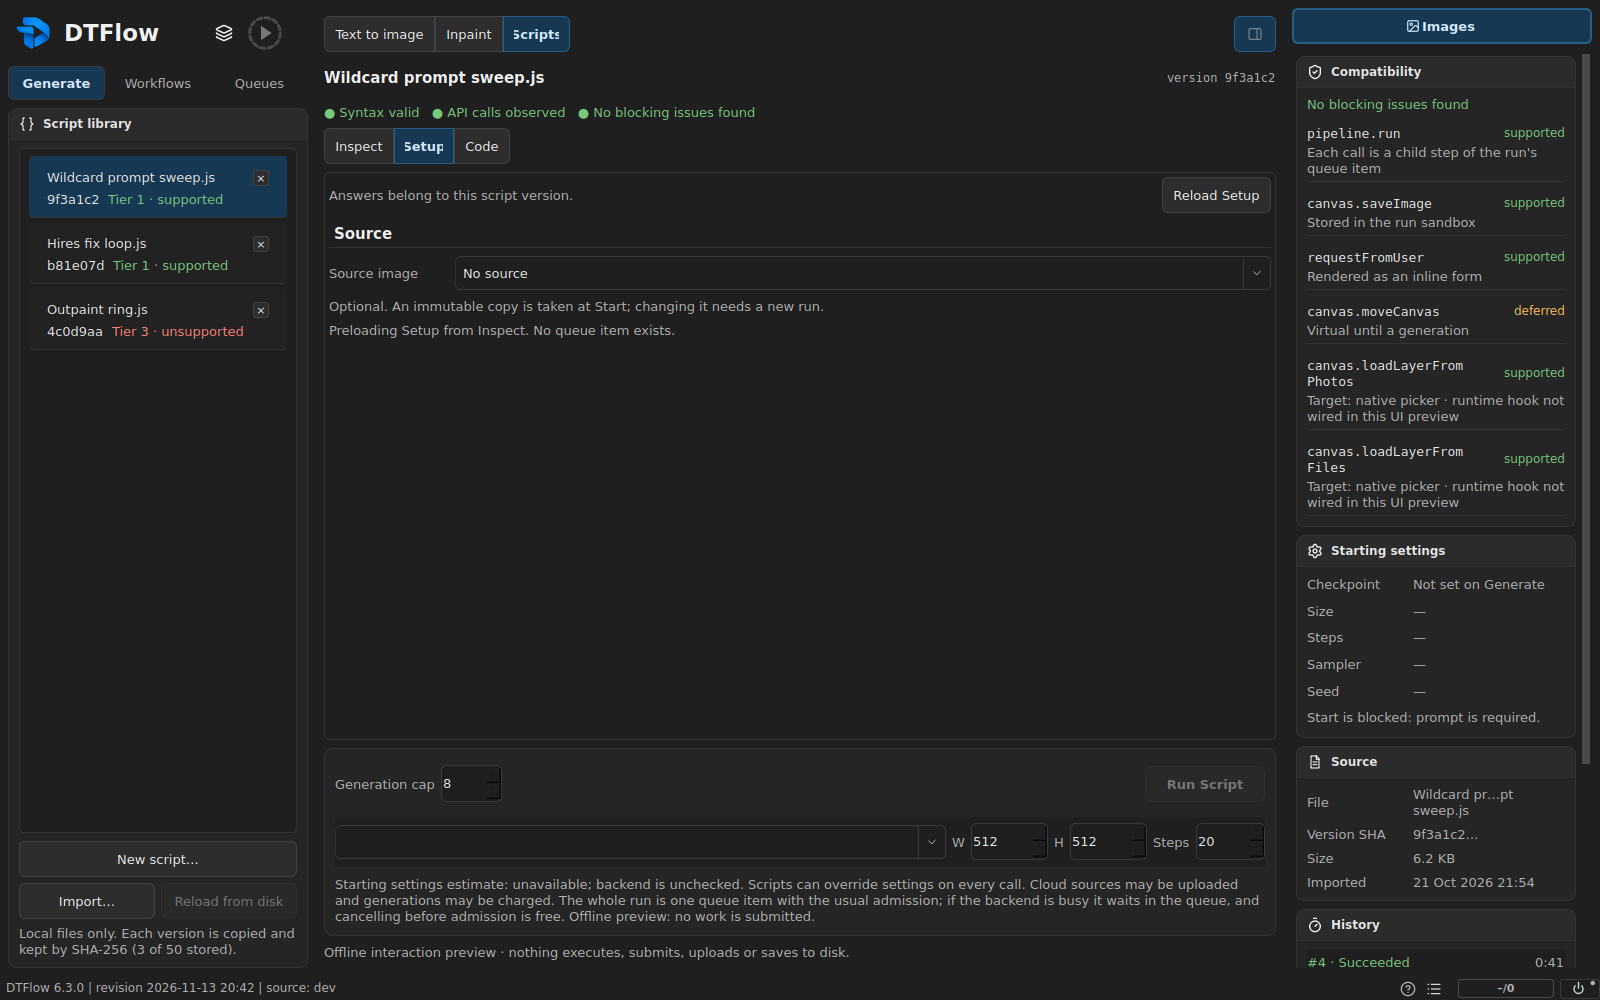 DTFlow
Generate
Workflows
Queues
Script library
Wildcard prompt sweep.js
9f3a1c2 Tier 1 · supported
Hires fix loop.js
b81e07d Tier 1 · supported
Outpaint ring.js
4c0d9aa Tier 3 · unsupported
New script...
Import...
Reload from disk
Local files only. Each version is copied and
kept by SHA-256 (3 of 50 stored).
Text to image
Inpaint
Scripts
Wildcard prompt sweep.js
version 9f3a1c2
Syntax valid
API calls observed
No blocking issues found
Inspect
Setup
Code
Answers belong to this script version.
Reload Setup
Source
Source image
No source
Optional. An immutable copy is taken at Start; changing it needs a new run.
Preloading Setup from Inspect. No queue item exists.
Generation cap
8
Run Script
W
512
H
512
Steps
20
Starting settings estimate: unavailable; backend is unchecked. Scripts can override settings on every call. Cloud sources may be uploaded
and generations may be charged. The whole run is one queue item with the usual admission; if the backend is busy it waits in the queue, and
cancelling before admission is free. Offline preview: no work is submitted.
Offline interaction preview · nothing executes, submits, uploads or saves to disk.
Images
Compatibility
No blocking issues found
pipeline.run
supported
Each call is a child step of the run's
queue item
canvas.saveImage
supported
Stored in the run sandbox
requestFromUser
supported
Rendered as an inline form
canvas.moveCanvas
deferred
Virtual until a generation
canvas.loadLayerFrom
Photos
supported
Target: native picker · runtime hook not
wired in this UI preview
canvas.loadLayerFrom
Files
supported
Target: native picker · runtime hook not
wired in this UI preview
Starting settings
Checkpoint
Not set on Generate
Size
—
Steps
—
Sampler
—
Seed
—
Start is blocked: prompt is required.
Source
File
Wildcard pr...pt
sweep.js
Version SHA
9f3a1c2...
Size
6.2 KB
Imported
21 Oct 2026 21:54
History
#4 · Succeeded
0:41
DTFlow 6.3.0 | revision 2026-11-13 20:42 | source: dev
–/0